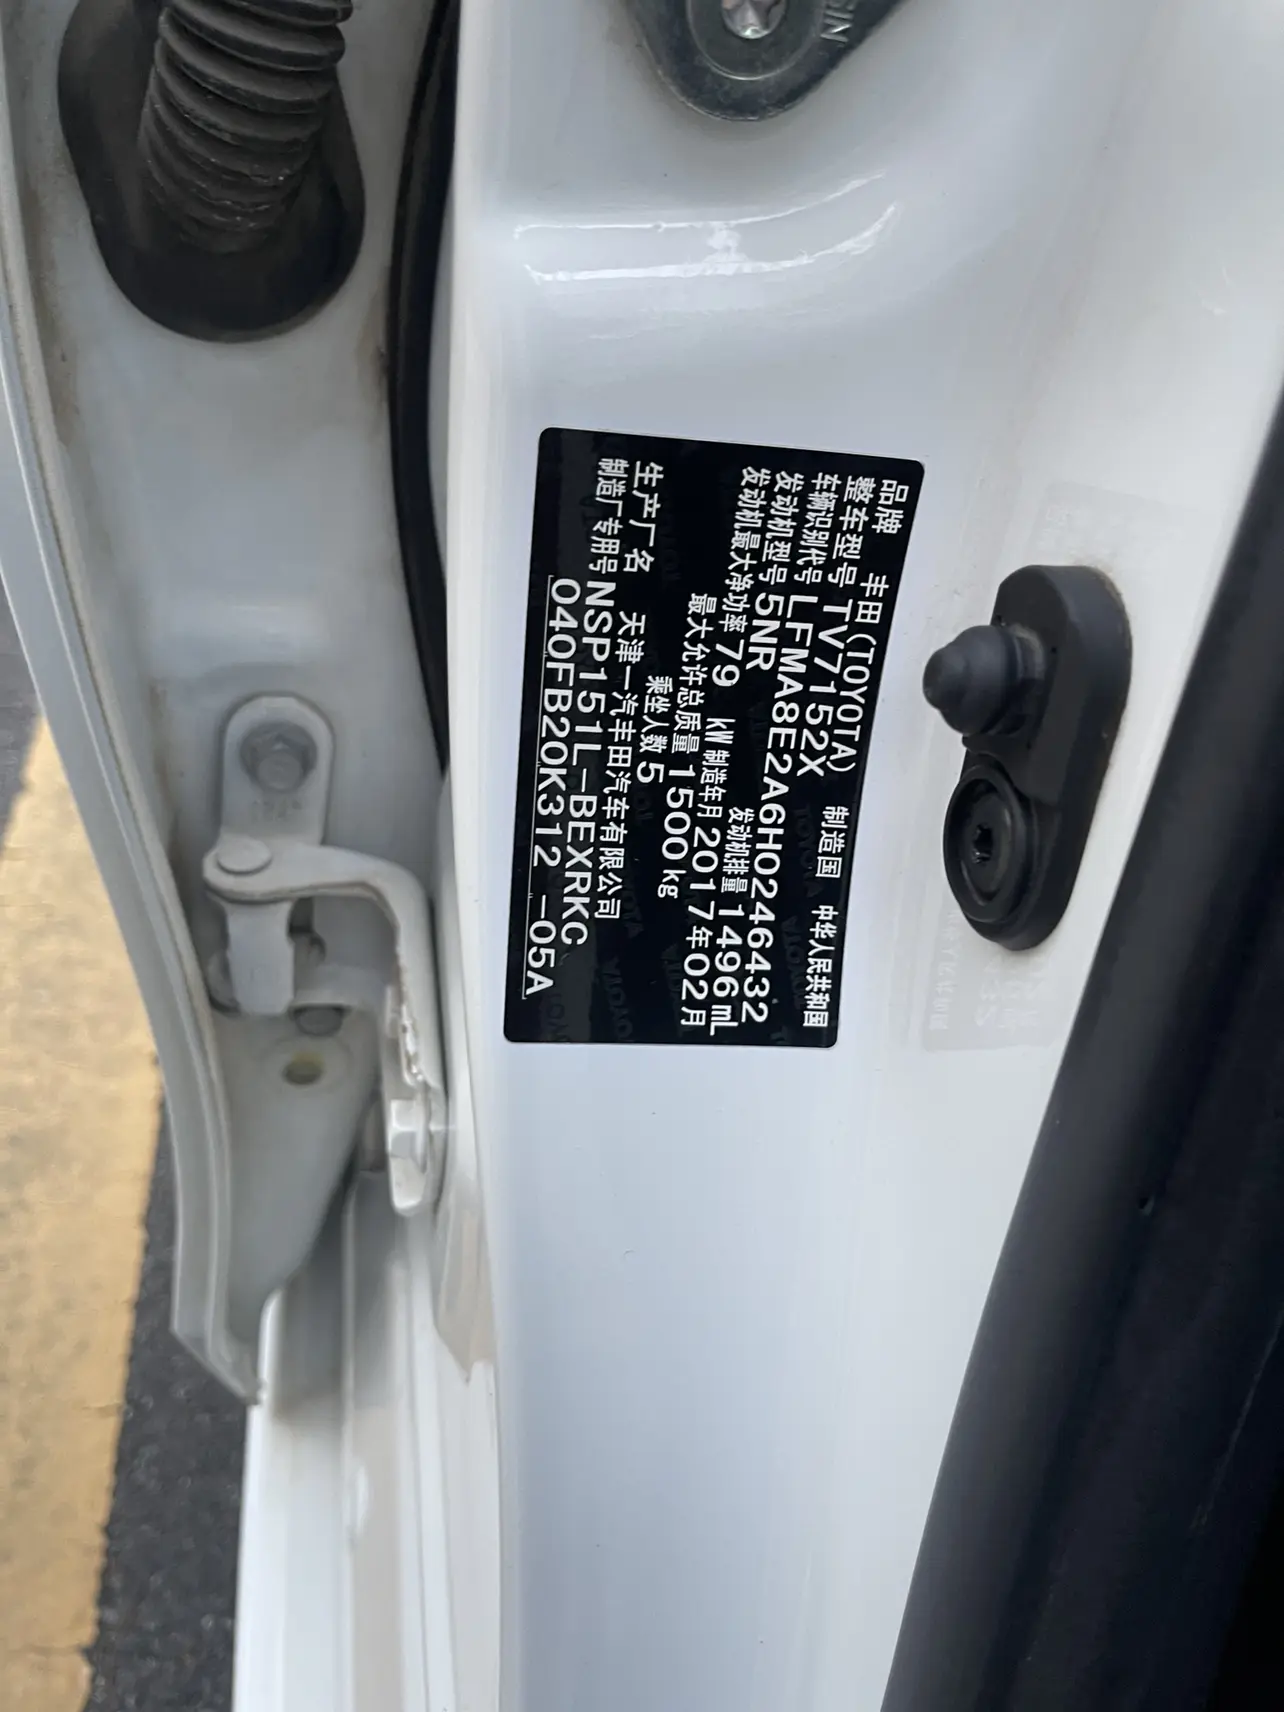 品牌 丰田(TOYOTA) 制造国 中华人民共和国
整车型号 TV7152X
车辆识别代号 LFMA8E2A6H0246432
发动机型号 5NR 发动机排量 1496 mL
发动机最大净功率 79 kW 制造年月 2017年02月
最大允许总质量 1500 kg
乘坐人数 5
生产厂名 天津一汽丰田汽车有限公司
制造厂专用号 NSP151L-BEXRKC
040FB20K312 -05A